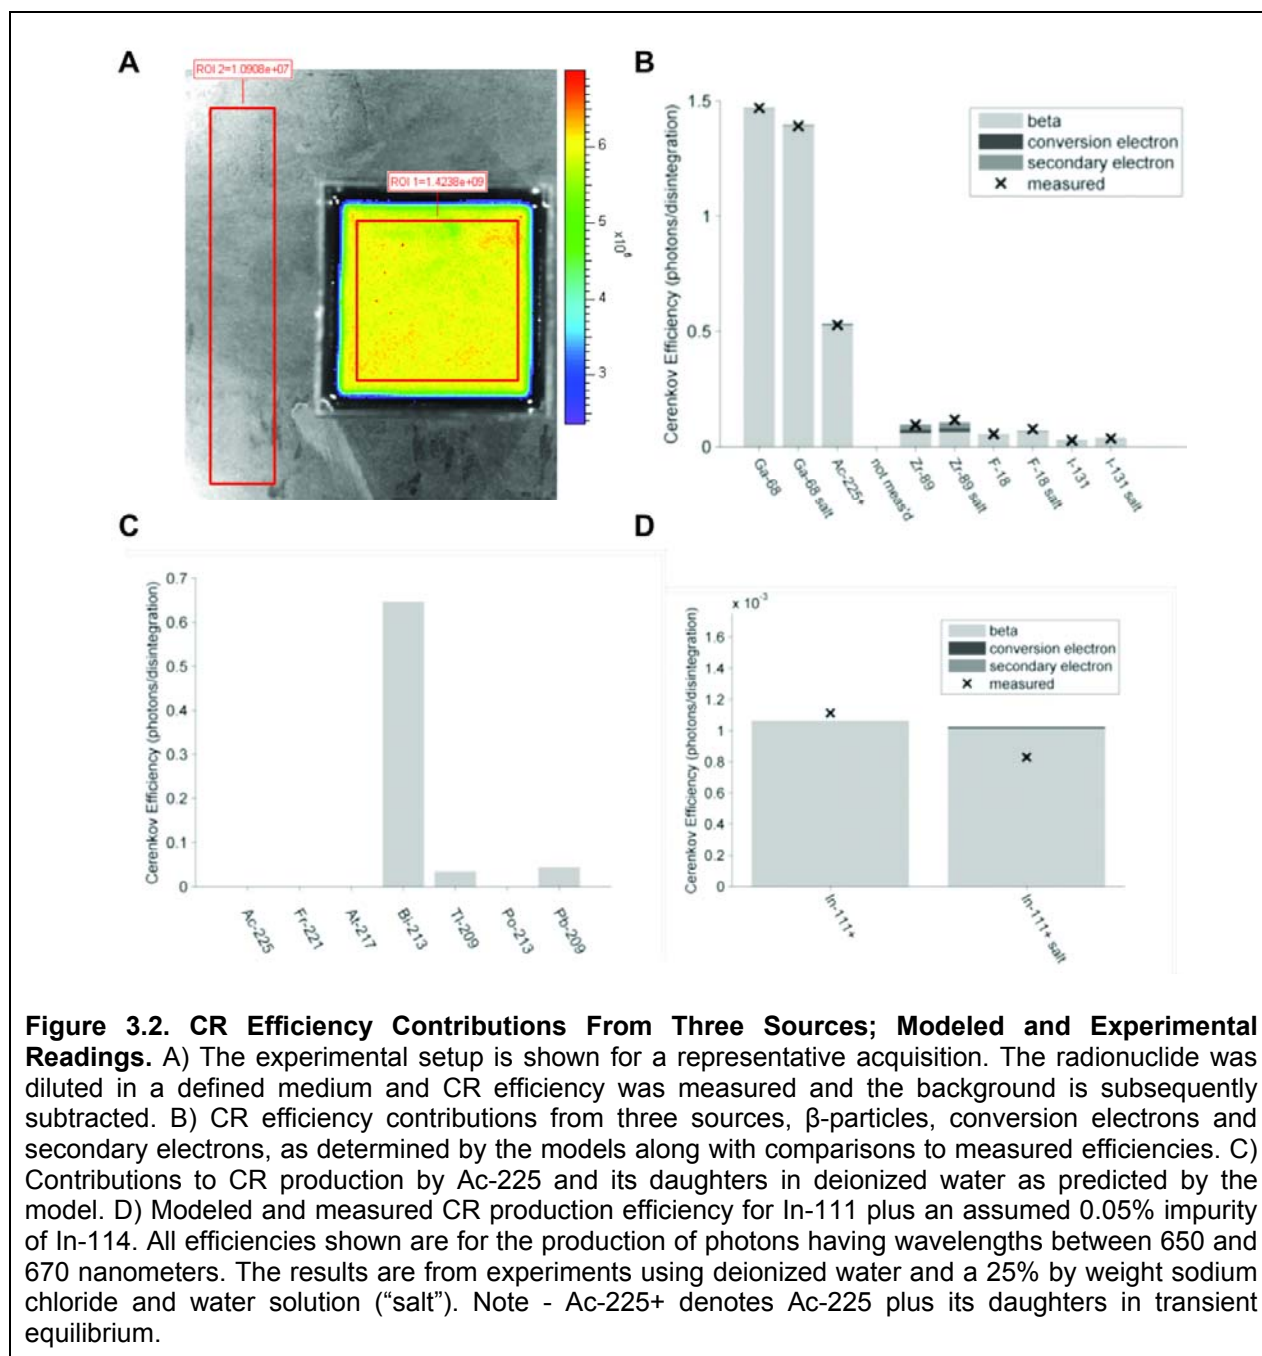 A
ROI 2=1.0908e+07
ROI 1=1.4238e+09
6
5
4
3
x10⁶
B
Cerenkov Efficiency (photons/disintegration)
1.5
1
0.5
0
beta
conversion electron
secondary electron
measured
Ga-68
Ga-68 salt
Ac-225+
not meas'd
Zr-89
Zr-89 salt
F-18
F-18 salt
I-131
I-131 salt
C
Cerenkov Efficiency (photons/disintegration)
0.7
0.6
0.5
0.4
0.3
0.2
0.1
0
Ac-225
Fr-221
At-217
Bi-213
Tl-209
Po-213
Pb-209
D
Cerenkov Efficiency (photons/disintegration)
x 10⁻³
1.6
1.4
1.2
1
0.8
0.6
0.4
0.2
0
beta
conversion electron
secondary electron
measured
In-111+
In-111+ salt
Figure 3.2. CR Efficiency Contributions From Three Sources; Modeled and Experimental
Readings. A) The experimental setup is shown for a representative acquisition. The radionuclide was
diluted in a defined medium and CR efficiency was measured and the background is subsequently
subtracted. B) CR efficiency contributions from three sources, β-particles, conversion electrons and
secondary electrons, as determined by the models along with comparisons to measured efficiencies. C)
Contributions to CR production by Ac-225 and its daughters in deionized water as predicted by the
model. D) Modeled and measured CR production efficiency for In-111 plus an assumed 0.05% impurity
of In-114. All efficiencies shown are for the production of photons having wavelengths between 650 and
670 nanometers. The results are from experiments using deionized water and a 25% by weight sodium
chloride and water solution (“salt”). Note - Ac-225+ denotes Ac-225 plus its daughters in transient
equilibrium.